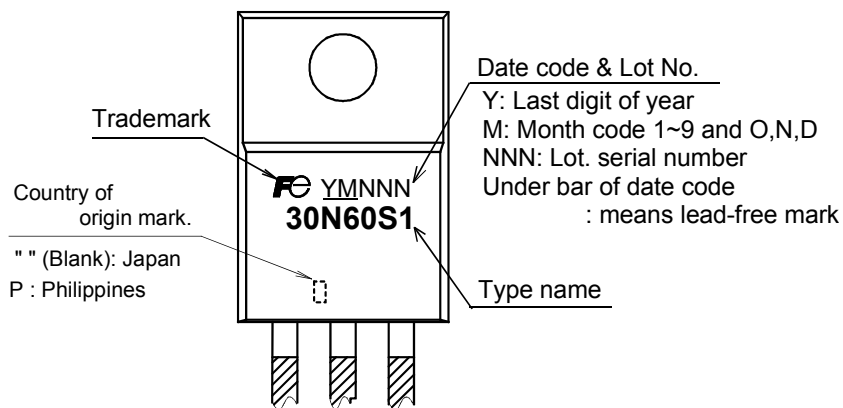 Trademark
Country of
origin mark.
" " (Blank): Japan
P : Philippines
Fe YMNNN
30N60S1
Date code & Lot No.
Y: Last digit of year
M: Month code 1~9 and O,N,D
NNN: Lot. serial number
Under bar of date code
: means lead-free mark
Type name